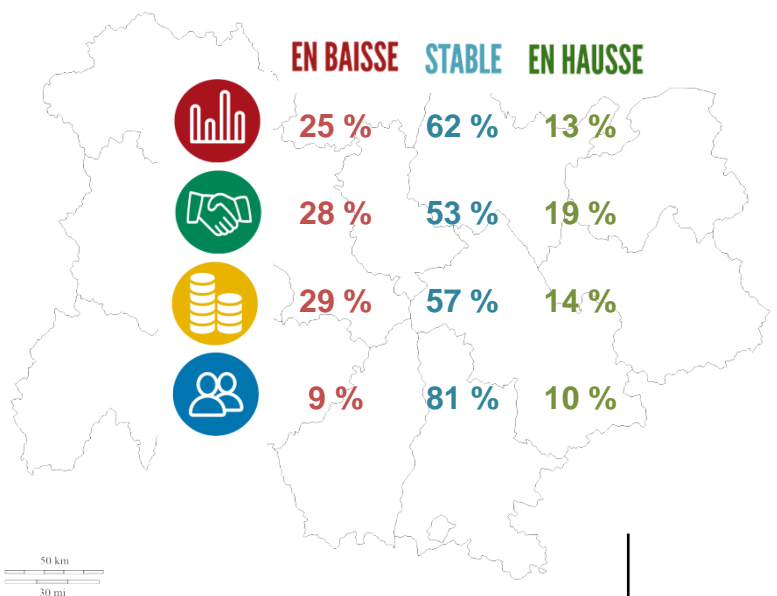 EN BAISSE STABLE EN HAUSSE
25 % 62 % 13 %
28 % 53 % 19 %
29 % 57 % 14 %
9 % 81 % 10 %
50 km
30 mi